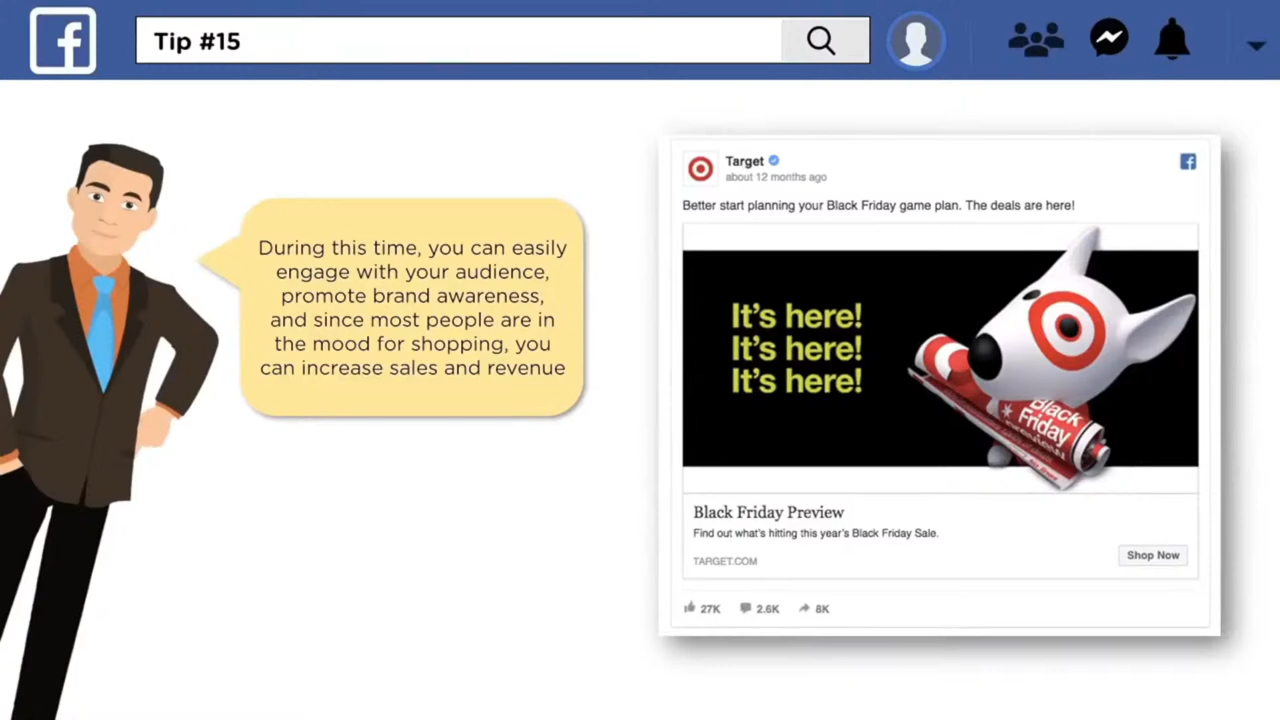 Tip #15
During this time, you can easily
engage with your audience,
promote brand awareness,
and since most people are in
the mood for shopping, you
can increase sales and revenue
Target
about 12 months ago
Better start planning your Black Friday game plan. The deals are here!
It's here!
It's here!
It's here!
Black
Friday
preview
Black Friday Preview
Find out what's hitting this year's Black Friday Sale.
TARGET.COM
Shop Now
27K 2.6K 8K